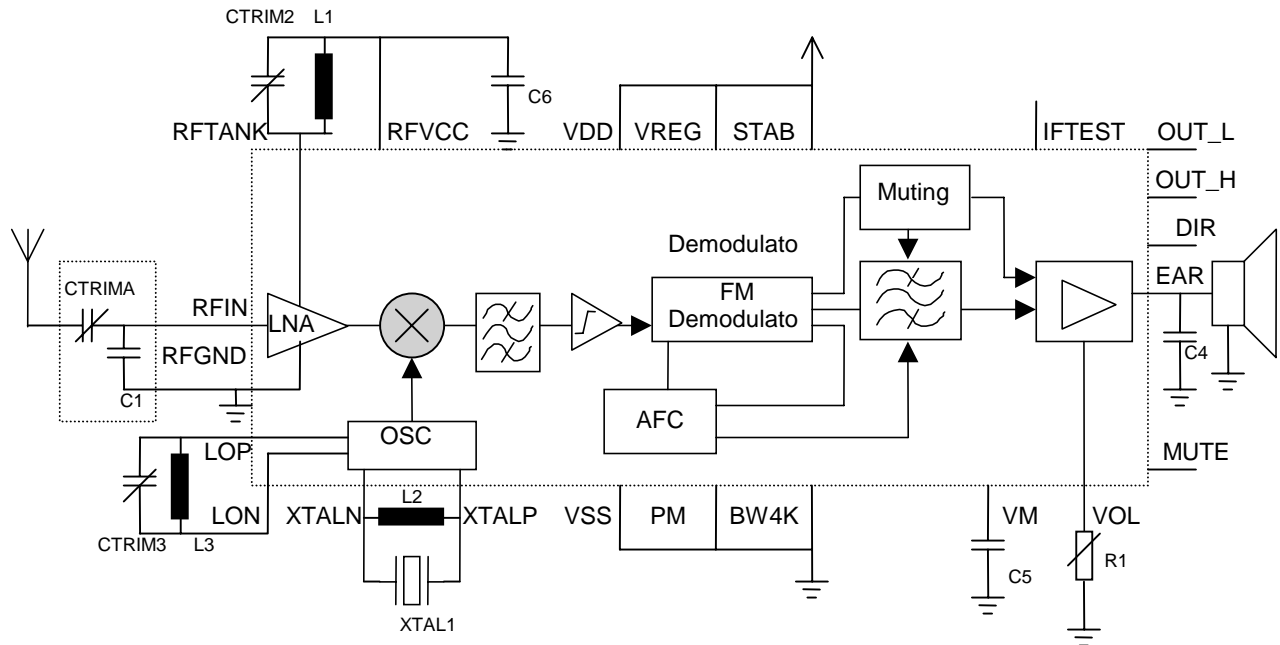 CTRIM2 L1
C6
RFTANK RFVCC VDD VREG STAB IFTEST OUT_L
OUT_H
Muting
DIR
Demodulato
CTRIMA
RFIN
LNA
FM
Demodulato
EAR
RFGND
C4
C1
AFC
OSC
LOP
MUTE
L2
LON XTALN XTALP VSS PM BW4K VM VOL
CTRIM3 L3
C5
R1
XTAL1